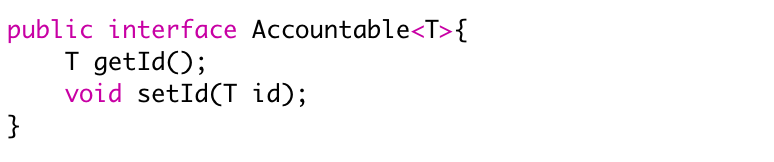 public interface Accountable<T>{
    T getId();
    void setId(T id);
}